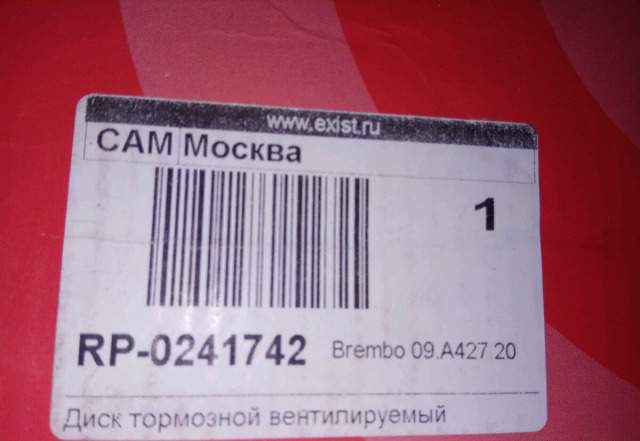 www.exist.ru
САМ Москва
1
RP-0241742 Brembo 09.A427.20
Диск тормозной вентилируемый